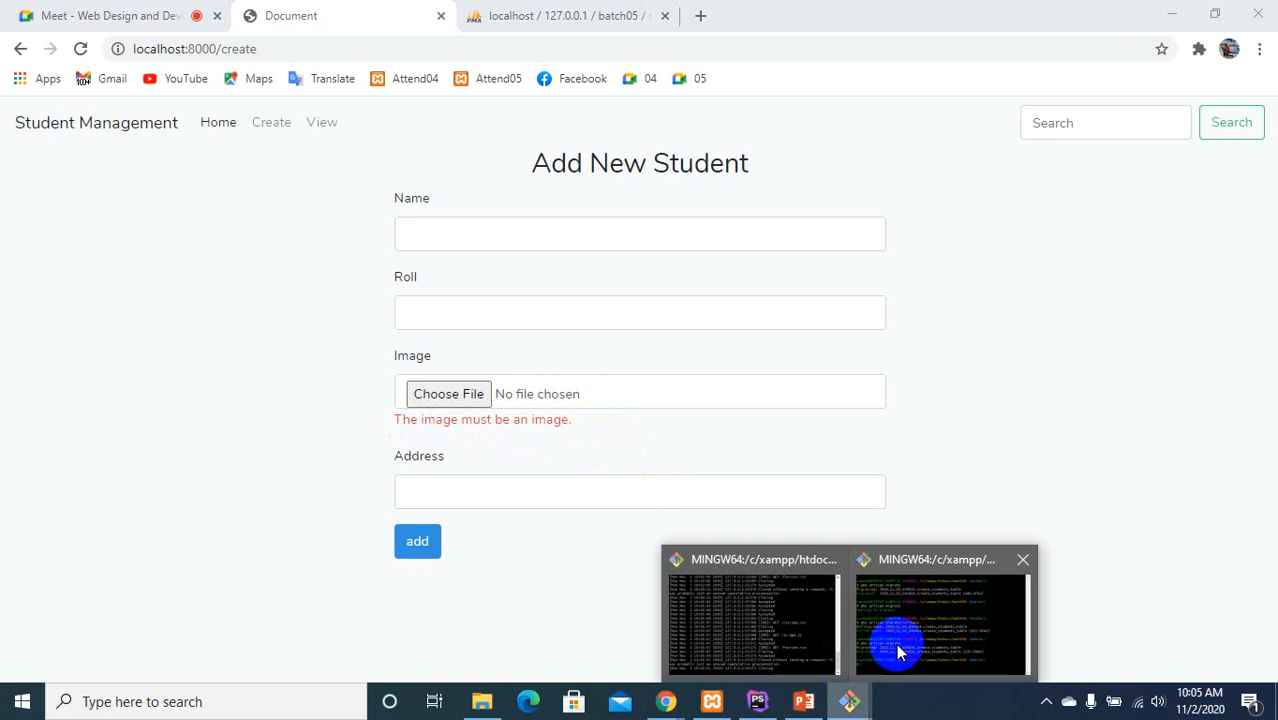 Meet - Web Design and Dev
Document
localhost / 127.0.0.1 / batch05 /
localhost:8000/create
Apps
Gmail
YouTube
Maps
Translate
Attend04
Attend05
Facebook
04
05
Student Management
Home
Create
View
Search
Search
Add New Student
Name
Roll
Image
Choose File
No file chosen
The image must be an image.
Address
add
MINGW64:/c/xampp/htdoc...
MINGW64:/c/xampp/...
Type here to search
10:05 AM
11/2/2020